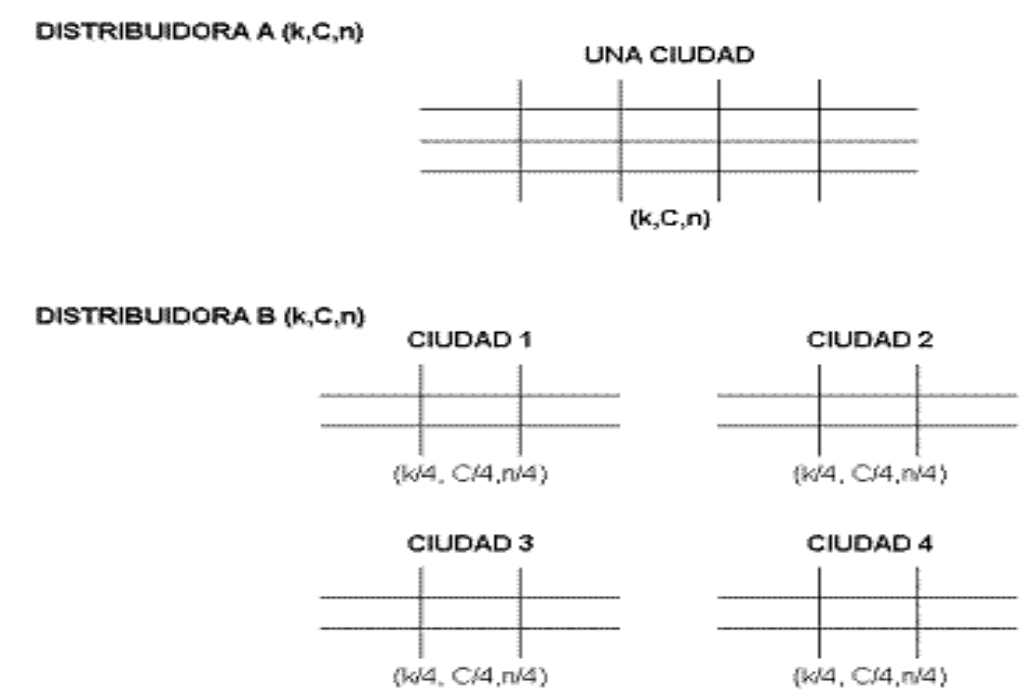 DISTRIBUIDORA A (k,C,n)
UNA CIUDAD
(k,C,n)
DISTRIBUIDORA B (k,C,n)
CIUDAD 1
CIUDAD 2
(k/4, C/4,n/4)
(k/4, C/4,n/4)
CIUDAD 3
CIUDAD 4
(k/4, C/4,n/4)
(k/4, C/4,n/4)